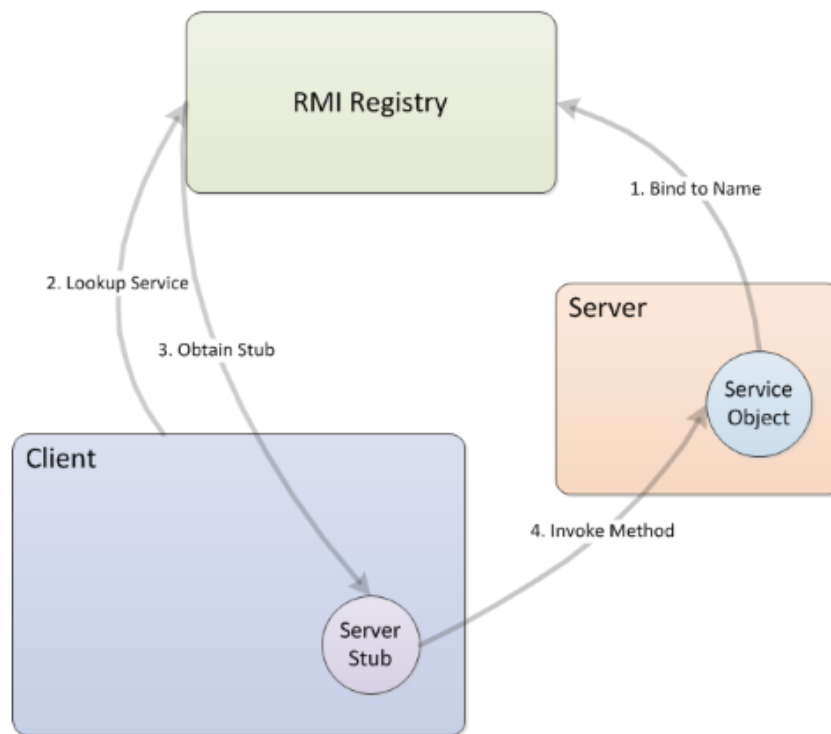 RMI Registry
1. Bind to Name
2. Lookup Service
Server
3. Obtain Stub
Service
Object
Client
4. Invoke Method
Server
Stub